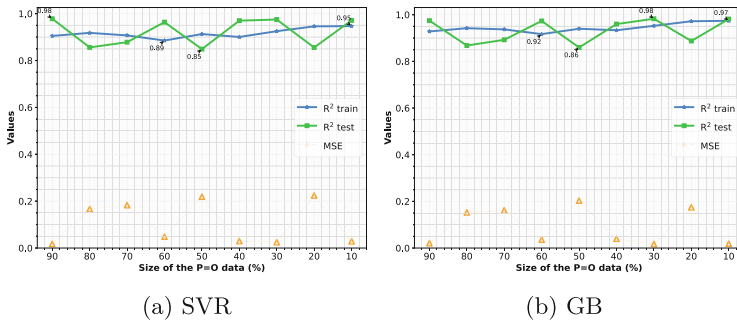 0.98
0.89
0.85
0.95
1.0
0.8
0.6
0.4
0.2
0.0
Values
R² train
R² test
MSE
90 80 70 60 50 40 30 20 10
Size of the P=O data (%)
(a) SVR
0.92
0.86
0.98
0.97
1.0
0.8
0.6
0.4
0.2
0.0
Values
R² train
R² test
MSE
90 80 70 60 50 40 30 20 10
Size of the P=O data (%)
(b) GB